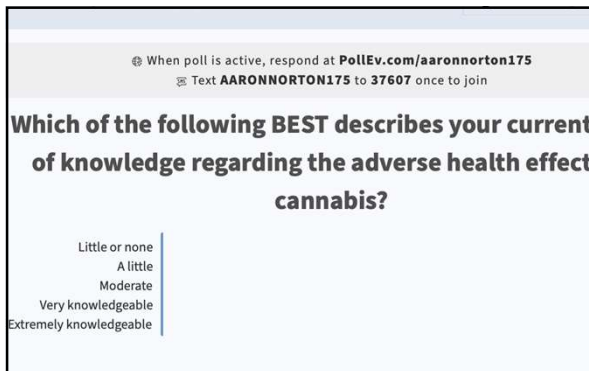 When poll is active, respond at PollEv.com/aaronnorton175
Text AARONNORTON175 to 37607 once to join
Which of the following BEST describes your current
of knowledge regarding the adverse health effect
cannabis?
Little or none
A little
Moderate
Very knowledgeable
Extremely knowledgeable